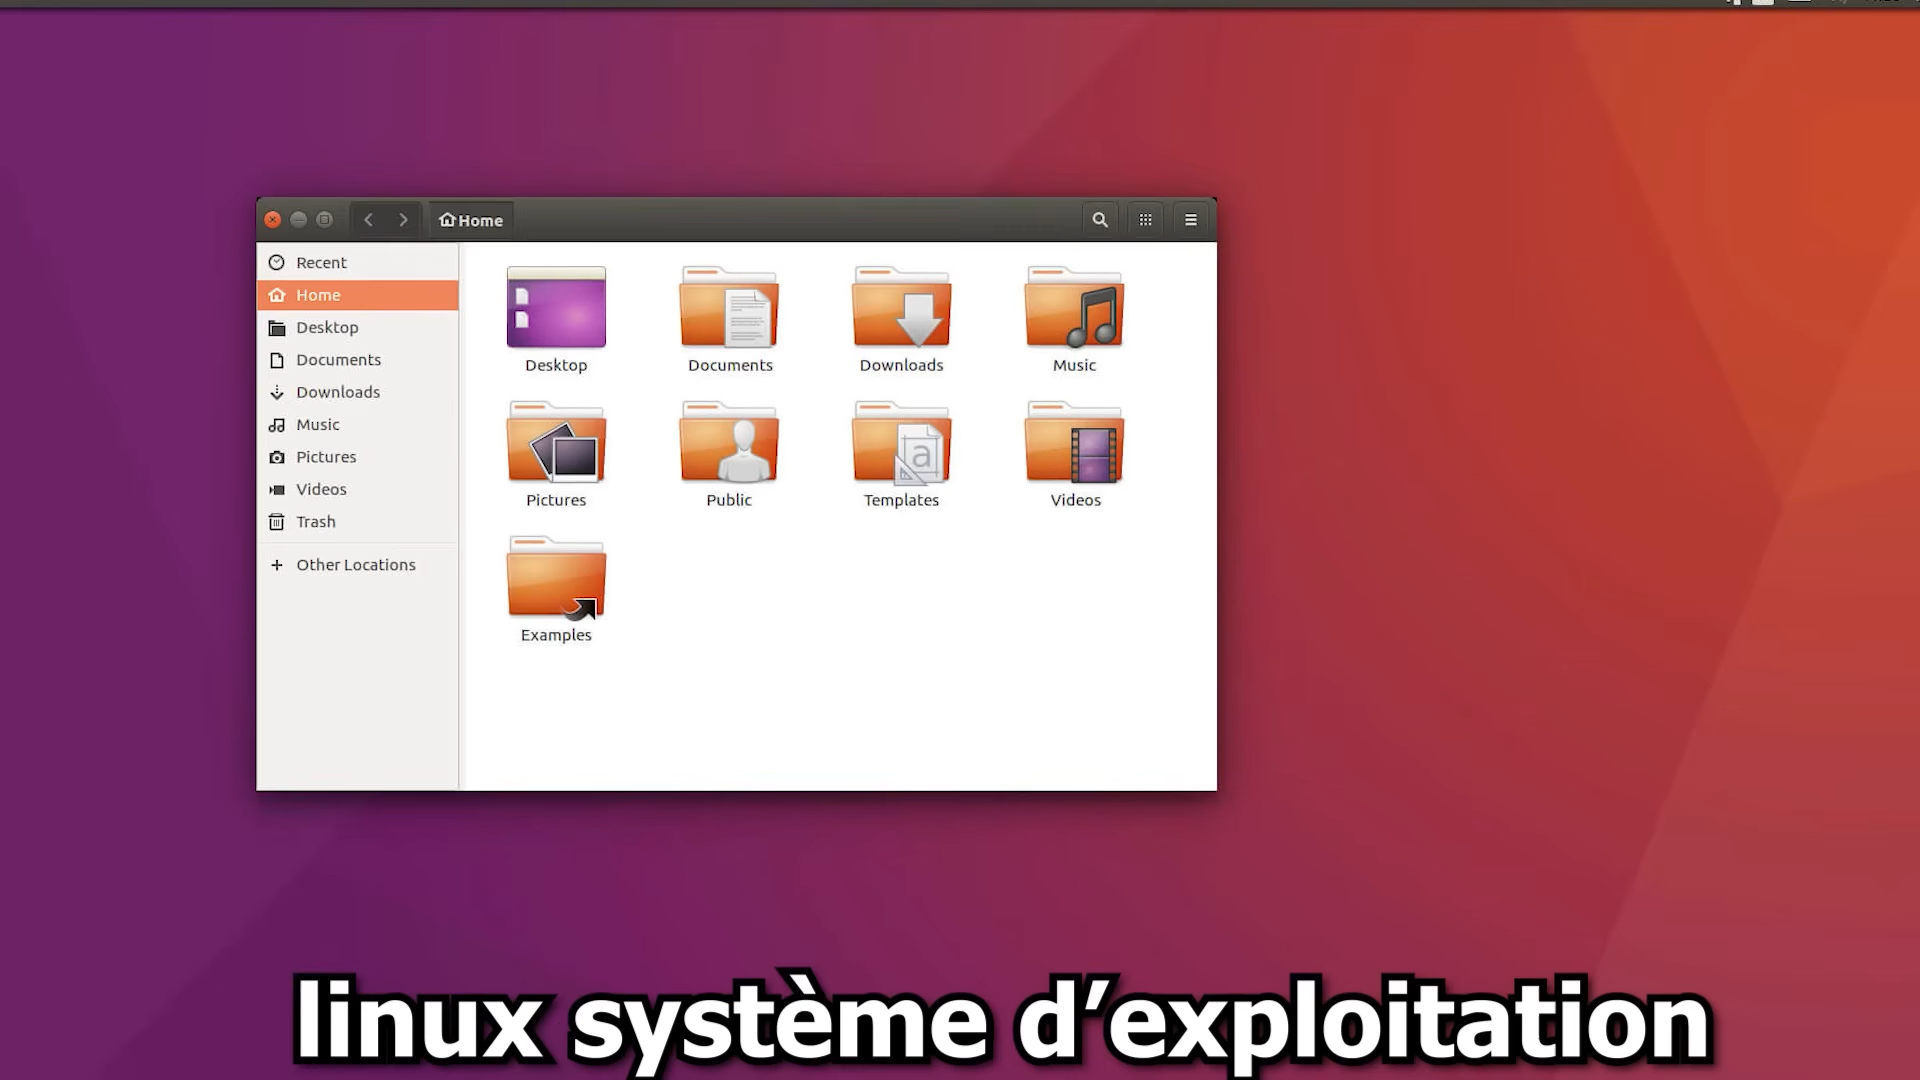 Home
Recent
Home
Desktop
Documents
Downloads
Music
Pictures
Videos
Trash
Other Locations
Desktop
Documents
Downloads
Music
Pictures
Public
a
Templates
Videos
Examples
linux système d’exploitation